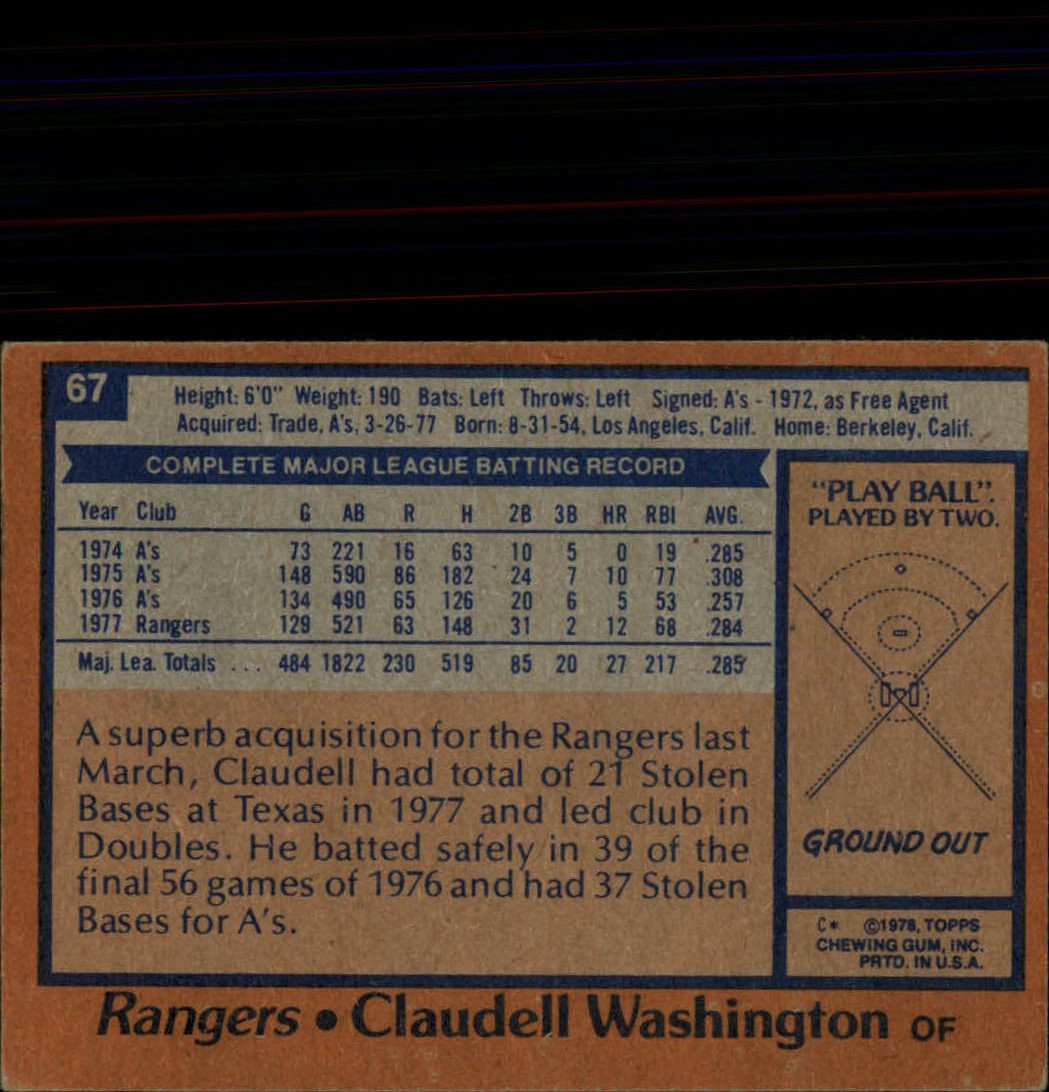 67
Height: 6'0" Weight: 190 Bats: Left Throws: Left Signed: A's - 1972, as Free Agent
Acquired: Trade, A's, 3-26-77 Born: 8-31-54, Los Angeles, Calif. Home: Berkeley, Calif.
COMPLETE MAJOR LEAGUE BATTING RECORD
Year Club G AB R H 2B 3B HR RBI AVG.
1974 A's 73 221 16 63 10 5 0 19 .285
1975 A's 148 590 86 182 24 7 10 77 .308
1976 A's 134 490 65 126 20 6 5 53 .257
1977 Rangers 129 521 63 148 31 2 12 68 .284
Maj. Lea. Totals ... 484 1822 230 519 85 20 27 217 .285
A superb acquisition for the Rangers last
March, Claudell had total of 21 Stolen
Bases at Texas in 1977 and led club in
Doubles. He batted safely in 39 of the
final 56 games of 1976 and had 37 Stolen
Bases for A's.
"PLAY BALL".
PLAYED BY TWO.
GROUND OUT
C* ©1978, TOPPS
CHEWING GUM, INC.
PRTD. IN U.S.A.
Rangers • Claudell Washington OF